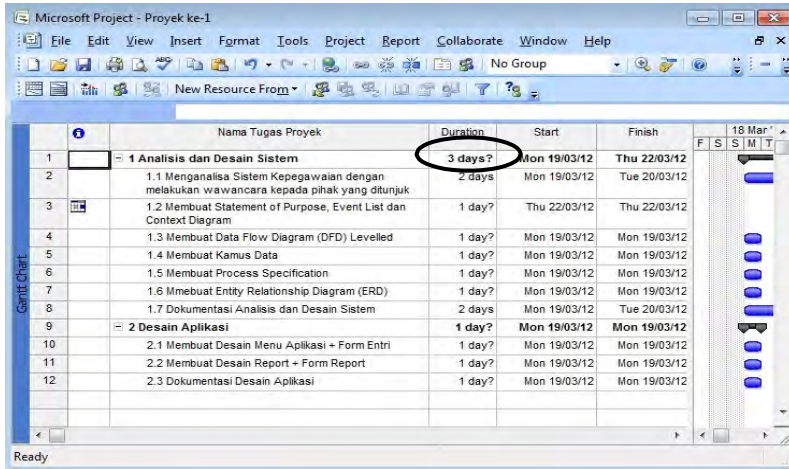 Microsoft Project - Proyek ke-1
File Edit View Insert Format Tools Project Report Collaborate Window Help
No Group
New Resource From
Nama Tugas Proyek Duration Start Finish 18 Mar '
F S S M T
1 1 Analisis dan Desain Sistem 3 days? Mon 19/03/12 Thu 22/03/12
2 1.1 Menganalisa Sistem Kepegawaian dengan 2 days Mon 19/03/12 Tue 20/03/12
melakukan wawancara kepada pihak yang ditunjuk
3 1.2 Membuat Statement of Purpose, Event List dan 1 day? Thu 22/03/12 Thu 22/03/12
Context Diagram
4 1.3 Membuat Data Flow Diagram (DFD) Levelled 1 day? Mon 19/03/12 Mon 19/03/12
5 1.4 Membuat Kamus Data 1 day? Mon 19/03/12 Mon 19/03/12
6 1.5 Membuat Process Specification 1 day? Mon 19/03/12 Mon 19/03/12
7 1.6 Mmebuat Entity Relationship Diagram (ERD) 1 day? Mon 19/03/12 Mon 19/03/12
8 1.7 Dokumentasi Analisis dan Desain Sistem 2 days Mon 19/03/12 Tue 20/03/12
9 2 Desain Aplikasi 1 day? Mon 19/03/12 Mon 19/03/12
10 2.1 Membuat Desain Menu Aplikasi + Form Entri 1 day? Mon 19/03/12 Mon 19/03/12
11 2.2 Membuat Desain Report + Form Report 1 day? Mon 19/03/12 Mon 19/03/12
12 2.3 Dokumentasi Desain Aplikasi 1 day? Mon 19/03/12 Mon 19/03/12
Gantt Chart
Ready